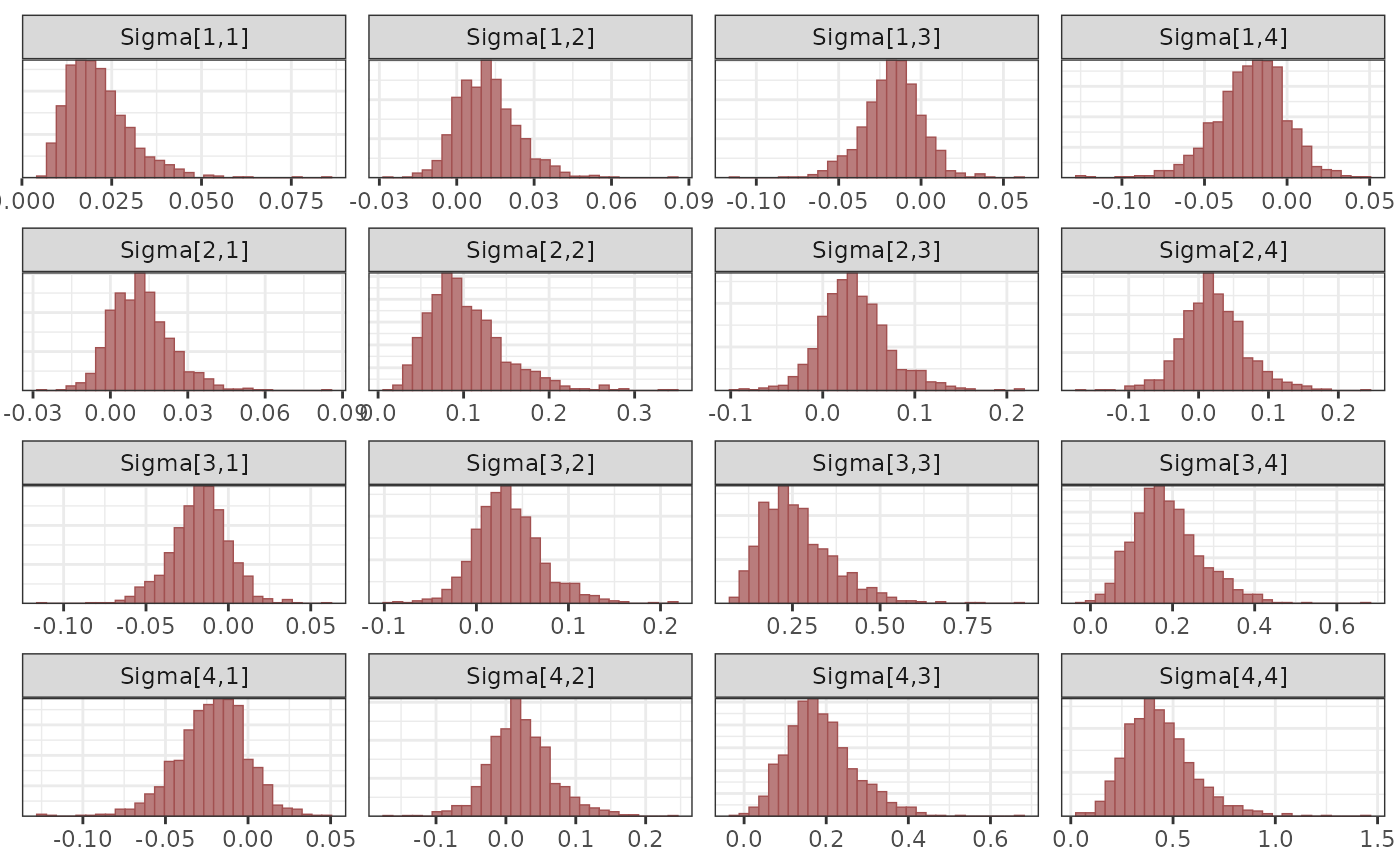 Sigma[1,1] Sigma[1,2] Sigma[1,3] Sigma[1,4]
0.000 0.025 0.050 0.075 -0.03 0.00 0.03 0.06 0.09 -0.10 -0.05 0.00 0.05 -0.10 -0.05 0.00 0.05
Sigma[2,1] Sigma[2,2] Sigma[2,3] Sigma[2,4]
-0.03 0.00 0.03 0.06 0.09 0.0 0.1 0.2 0.3 -0.1 0.0 0.1 0.2 -0.1 0.0 0.1 0.2
Sigma[3,1] Sigma[3,2] Sigma[3,3] Sigma[3,4]
-0.10 -0.05 0.00 0.05 -0.1 0.0 0.1 0.2 0.25 0.50 0.75 0.0 0.2 0.4 0.6
Sigma[4,1] Sigma[4,2] Sigma[4,3] Sigma[4,4]
-0.10 -0.05 0.00 0.05 -0.1 0.0 0.1 0.2 0.0 0.2 0.4 0.6 0.0 0.5 1.0 1.5